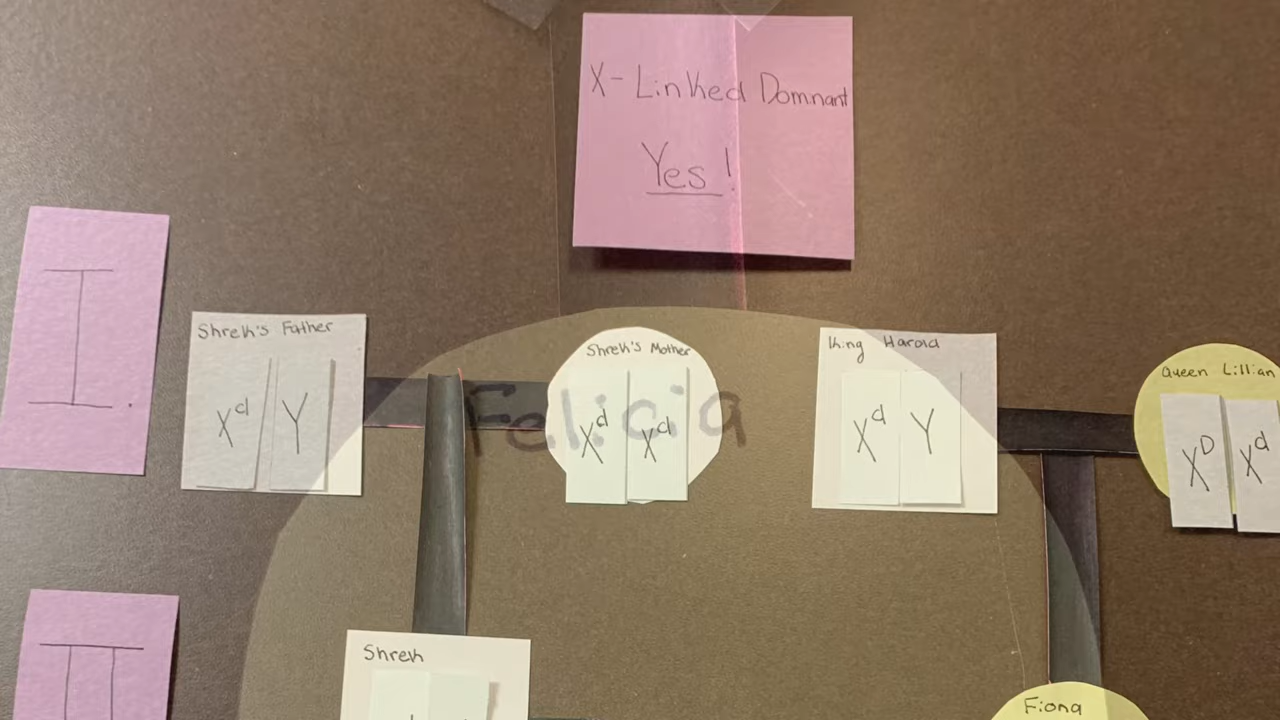 X-Linked Domnant
Yes!
I
Shrek's Father
X^d Y
Shrek's Mother
X^d X^d
King Harold
X^d Y
Queen Lillian
X^D X^d
Felicia
II
Shrek
Fiona